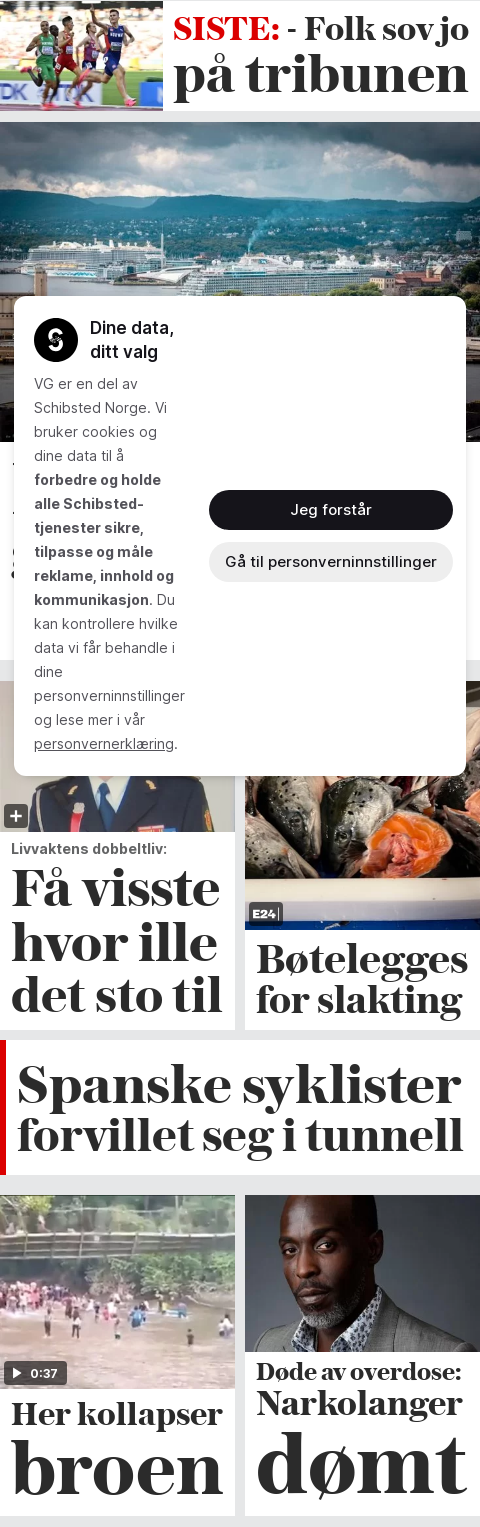 SISTE: - Folk sov jo
på tribunen
Dine data,
ditt valg
VG er en del av
Schibsted Norge. Vi
bruker cookies og
dine data til å
forbedre og holde
alle Schibsted-
tjenester sikre,
tilpasse og måle
reklame, innhold og
kommunikasjon. Du
kan kontrollere hvilke
data vi får behandle i
dine
personverninnstillinger
og lese mer i vår
personvernerklæring.
Jeg forstår
Gå til personverninnstillinger
Livvaktens dobbeltliv:
Få visste
hvor ille
det sto til
E24
Bøtelegges
for slakting
Spanske syklister
forvillet seg i tunnell
0:37
Her kollapser
broen
Døde av overdose:
Narkolanger
dømt